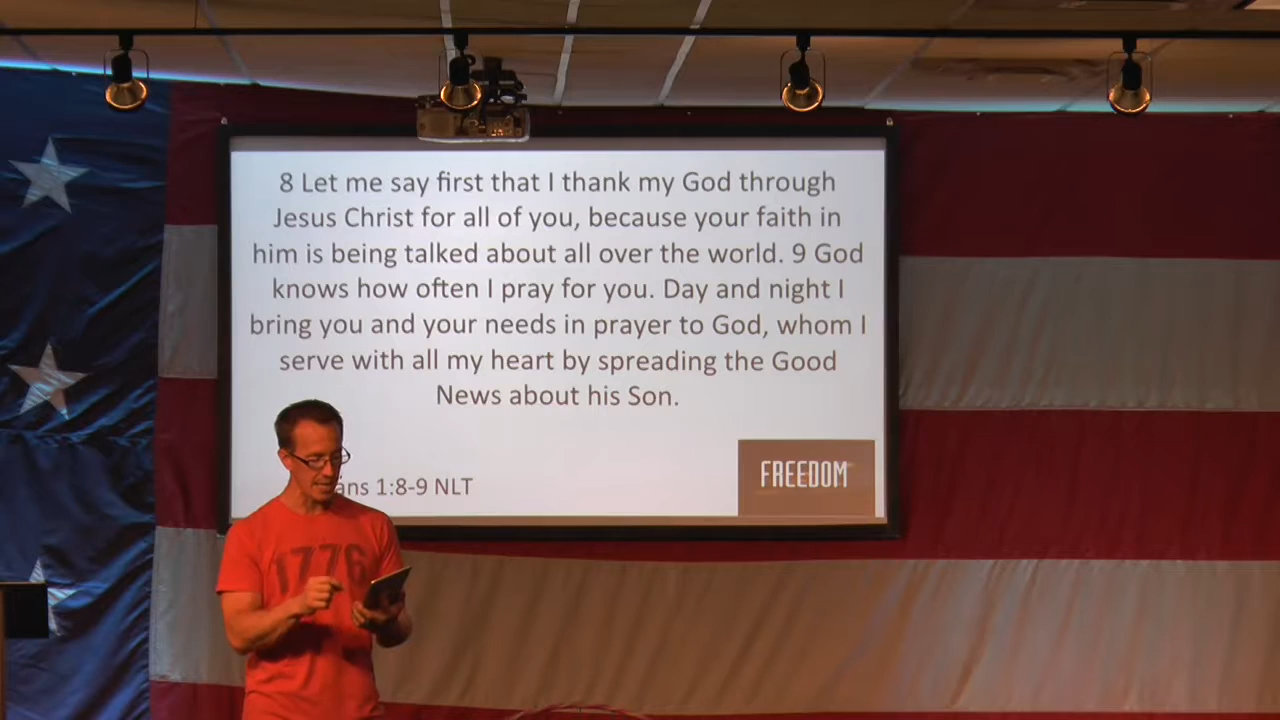 8 Let me say first that I thank my God through
Jesus Christ for all of you, because your faith in
him is being talked about all over the world. 9 God
knows how often I pray for you. Day and night I
bring you and your needs in prayer to God, whom I
serve with all my heart by spreading the Good
News about his Son.
1:8-9 NLT
FREEDOM
1776